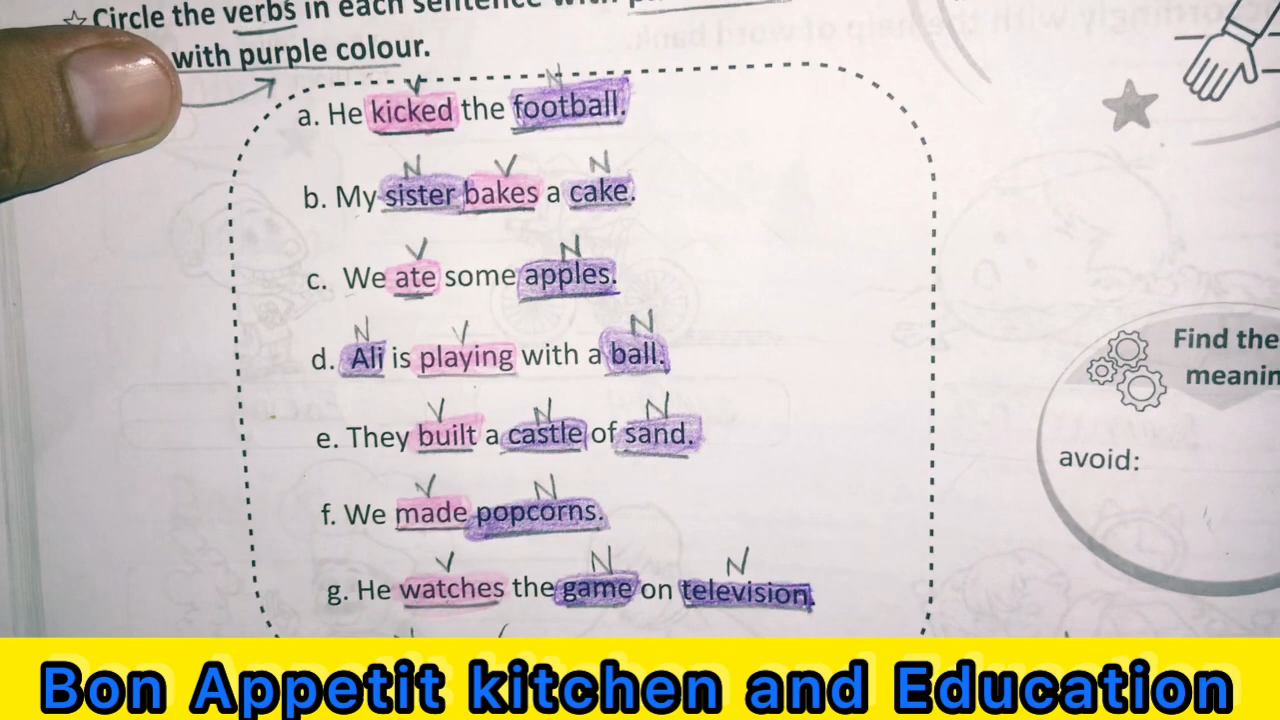 ☆ Circle the verbs in each sentence with
with purple colour.
V N
a. He kicked the football.
N V N
b. My sister bakes a cake.
V N
c. We ate some apples.
N V N
d. Ali is playing with a ball.
V N N
e. They built a castle of sand.
V N
f. We made popcorns.
V N N
g. He watches the game on television.
Find the
meanin
avoid:
Bon Appetit kitchen and Education